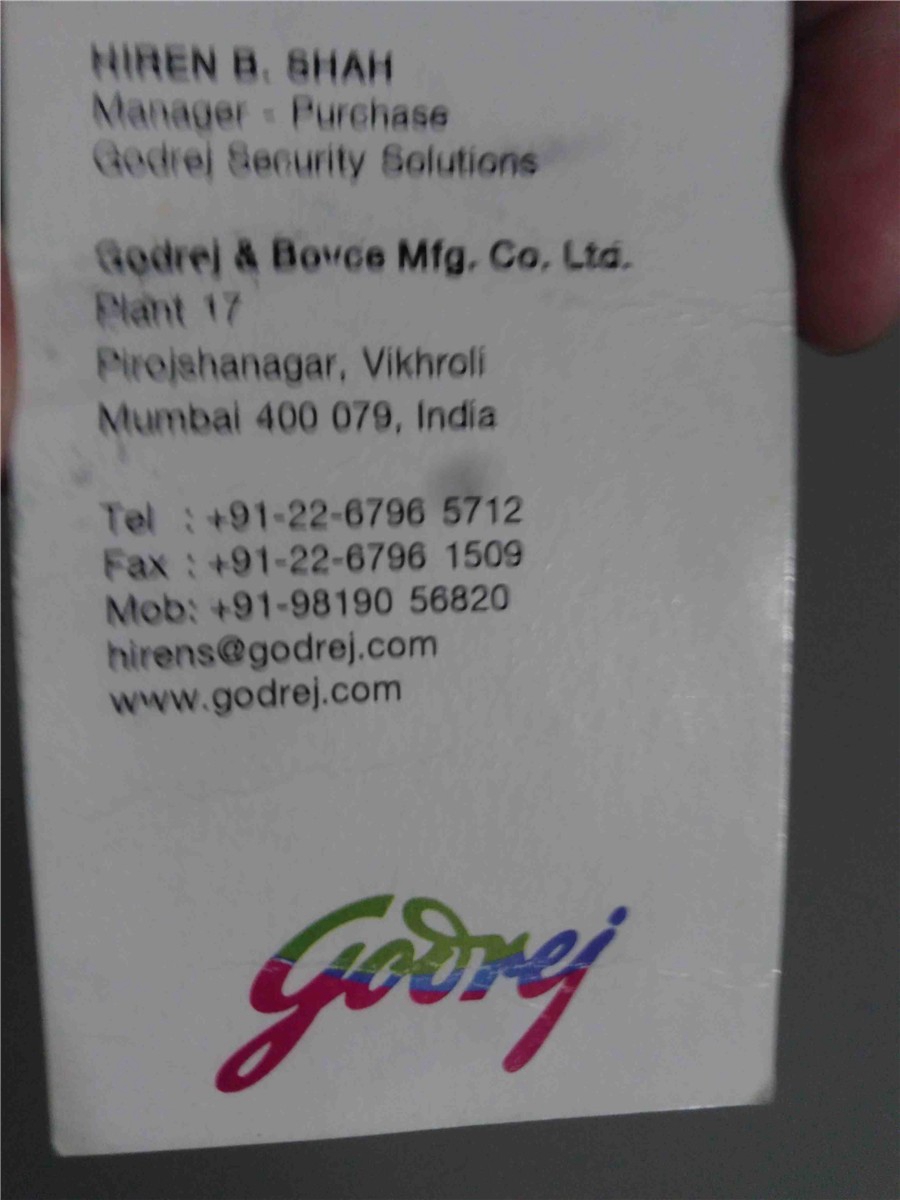 HIREN B. SHAH
Manager - Purchase
Godrej Security Solutions
Godrej & Boyce Mfg. Co. Ltd.
Plant 17
Pirojshanagar, Vikhroli
Mumbai 400 079, India
Tel : +91-22-6796 5712
Fax : +91-22-6796 1509
Mob: +91-98190 56820
hirens@godrej.com
www.godrej.com
Godrej